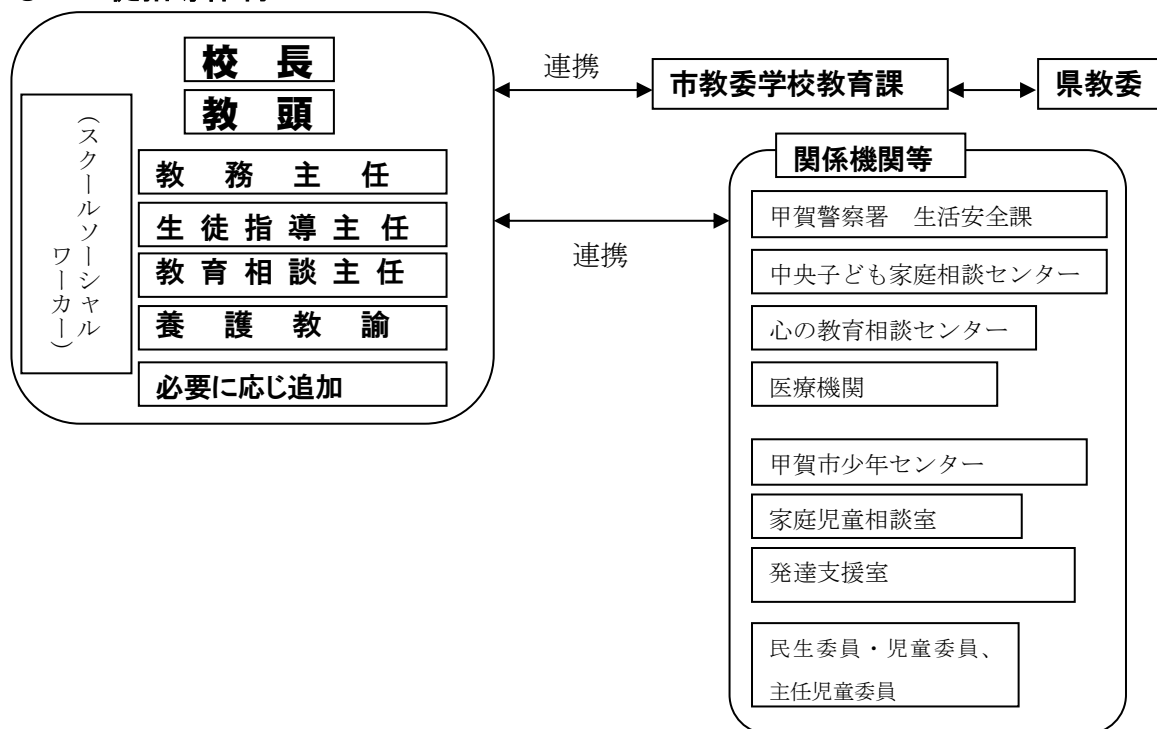 校 長
教 頭
(スクールソーシャル
ワーカー)
教 務 主 任
生 徒 指 導 主 任
教 育 相 談 主 任
養 護 教 諭
必要に応じ追加
連携
市教委学校教育課
県教委
連携
関係機関等
甲賀警察署 生活安全課
中央子ども家庭相談センター
心の教育相談センター
医療機関
甲賀市少年センター
家庭児童相談室
発達支援室
民生委員・児童委員、
主任児童委員